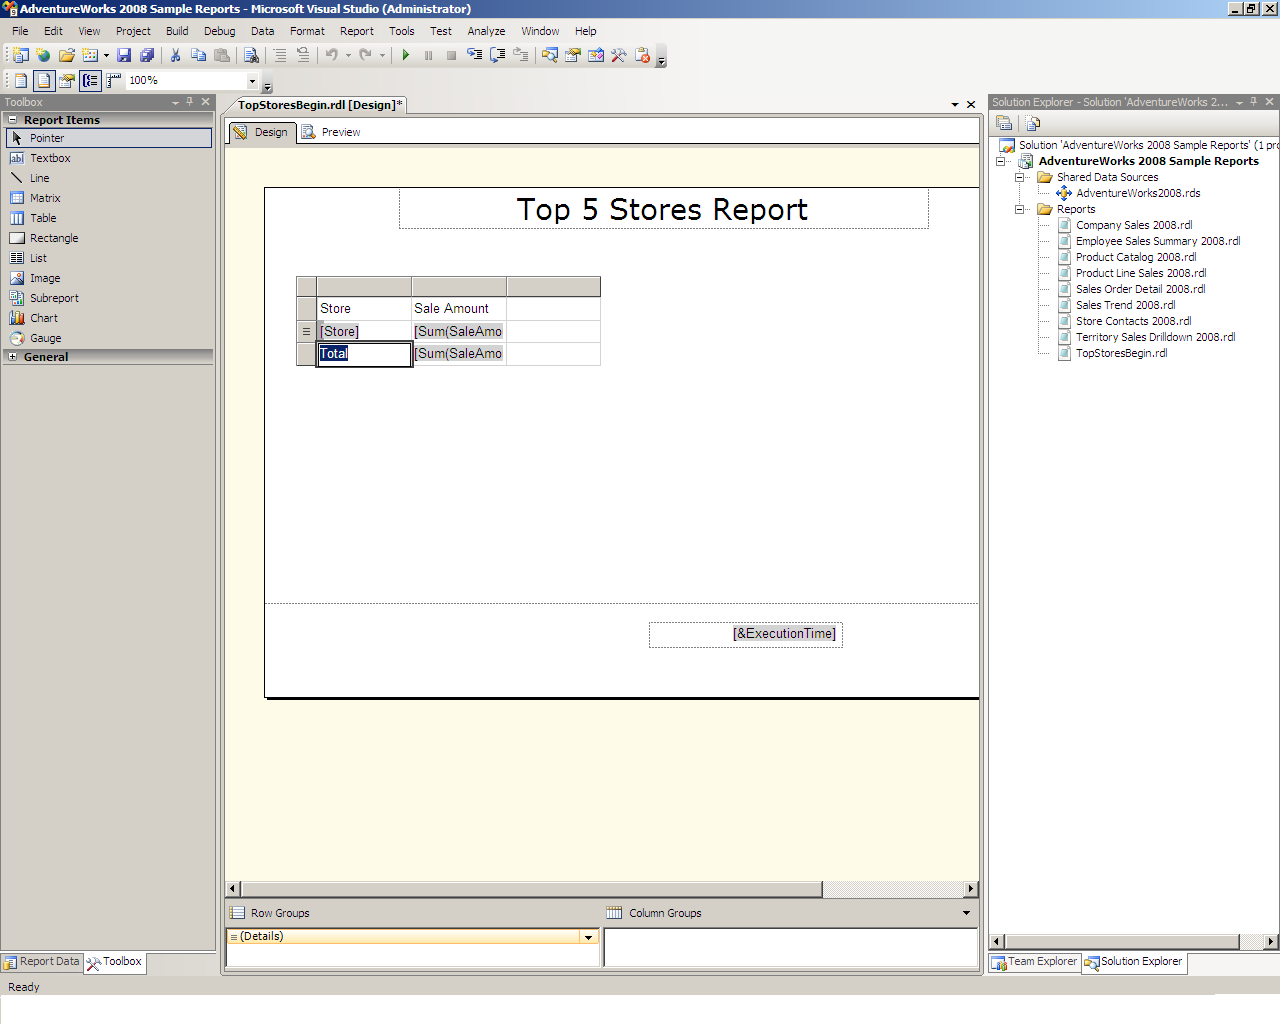 AdventureWorks 2008 Sample Reports - Microsoft Visual Studio (Administrator)
File Edit View Project Build Debug Data Format Report Tools Test Analyze Window Help
100%
Toolbox
Report Items
Pointer
Textbox
Line
Matrix
Table
Rectangle
List
Image
Subreport
Chart
Gauge
General
Report Data
Toolbox
TopStoresBegin.rdl [Design]*
Design
Preview
Top 5 Stores Report
Store Sale Amount
[Store] [Sum(SaleAmo
Total [Sum(SaleAmo
[&ExecutionTime]
Row Groups
Column Groups
(Details)
Solution Explorer - Solution 'AdventureWorks 2...
Solution 'AdventureWorks 2008 Sample Reports' (1 pro
AdventureWorks 2008 Sample Reports
Shared Data Sources
AdventureWorks2008.rds
Reports
Company Sales 2008.rdl
Employee Sales Summary 2008.rdl
Product Catalog 2008.rdl
Product Line Sales 2008.rdl
Sales Order Detail 2008.rdl
Sales Trend 2008.rdl
Store Contacts 2008.rdl
Territory Sales Drilldown 2008.rdl
TopStoresBegin.rdl
Team Explorer
Solution Explorer
Ready